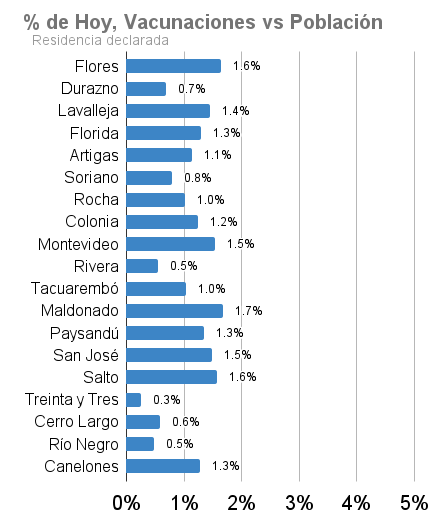 % de Hoy, Vacunaciones vs Población
Residencia declarada
Flores 1.6%
Durazno 0.7%
Lavalleja 1.4%
Florida 1.3%
Artigas 1.1%
Soriano 0.8%
Rocha 1.0%
Colonia 1.2%
Montevideo 1.5%
Rivera 0.5%
Tacuarembó 1.0%
Maldonado 1.7%
Paysandú 1.3%
San José 1.5%
Salto 1.6%
Treinta y Tres 0.3%
Cerro Largo 0.6%
Río Negro 0.5%
Canelones 1.3%
0% 1% 2% 3% 4% 5%